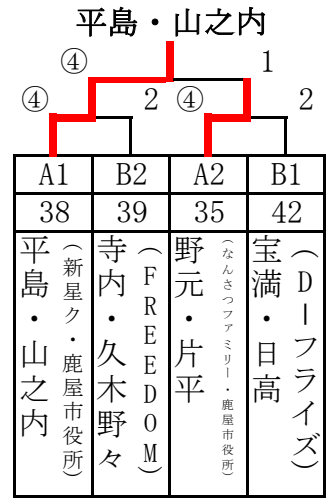 平島・山之内
④ 1
④ 2 ④ 2
A1 B2 A2 B1
38 39 35 42
平島・山之内
(新星ク・鹿屋市役所)
寺内・久木野々
(FREEDOM)
野元・片平
(なんさつファミリー・鹿屋市役所)
宝満・日高
(Dーフライズ)